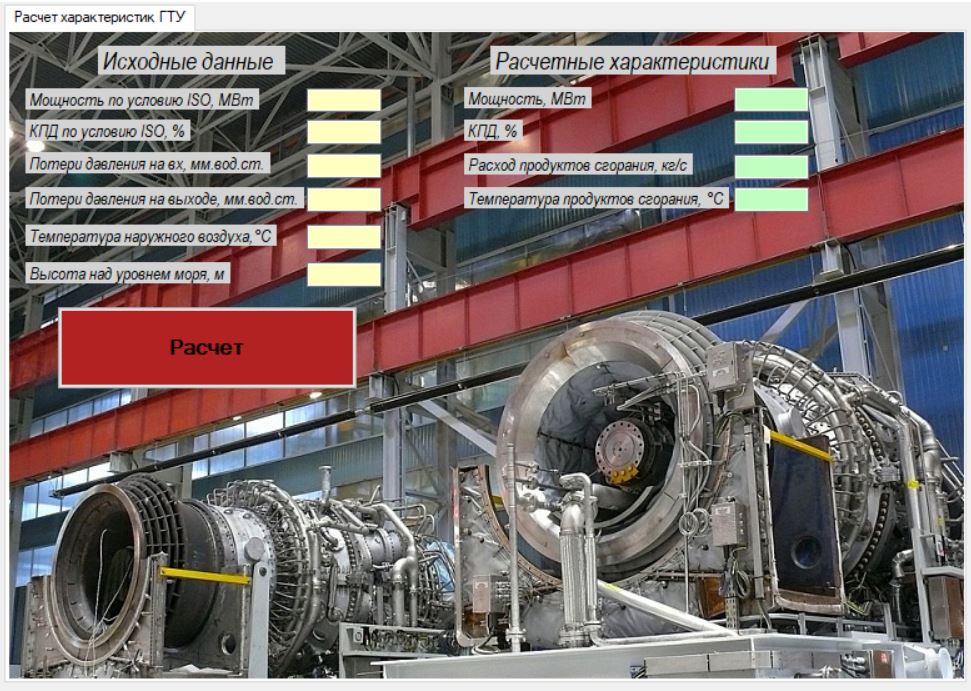 Расчет характеристик ГТУ
Исходные данные
Мощность по условию ISO, МВт
КПД по условию ISO, %
Потери давления на вх, мм.вод.ст.
Потери давления на выходе, мм.вод.ст.
Температура наружного воздуха,°С
Высота над уровнем моря, м
Расчет
Расчетные характеристики
Мощность, МВт
КПД, %
Расход продуктов сгорания, кг/с
Температура продуктов сгорания, °С